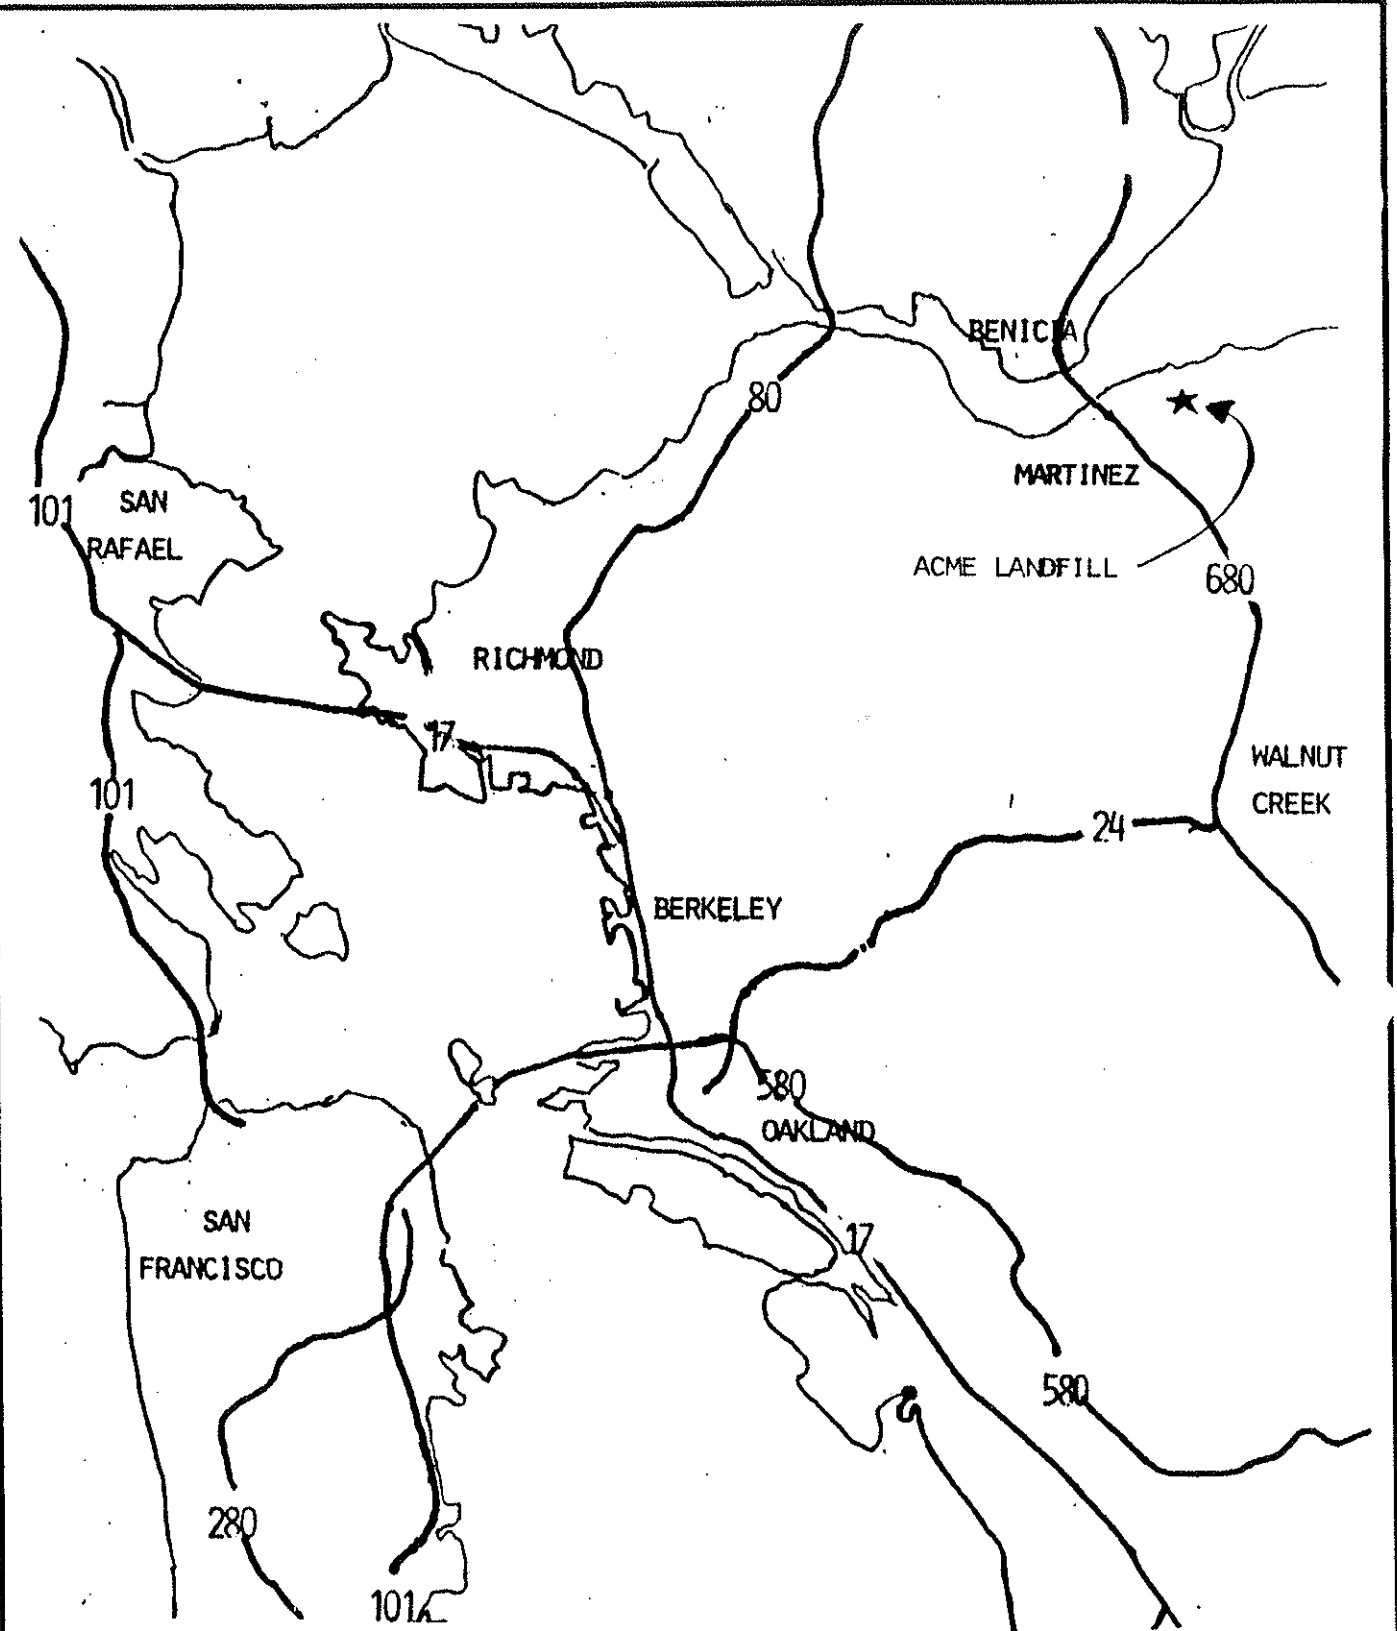 BENICIA
80
MARTINEZ
101
SAN
RAFAEL
ACME LANDFILL
680
RICHMOND
17
WALNUT
CREEK
101
24
BERKELEY
580
OAKLAND
SAN
FRANCISCO
17
580
280
101